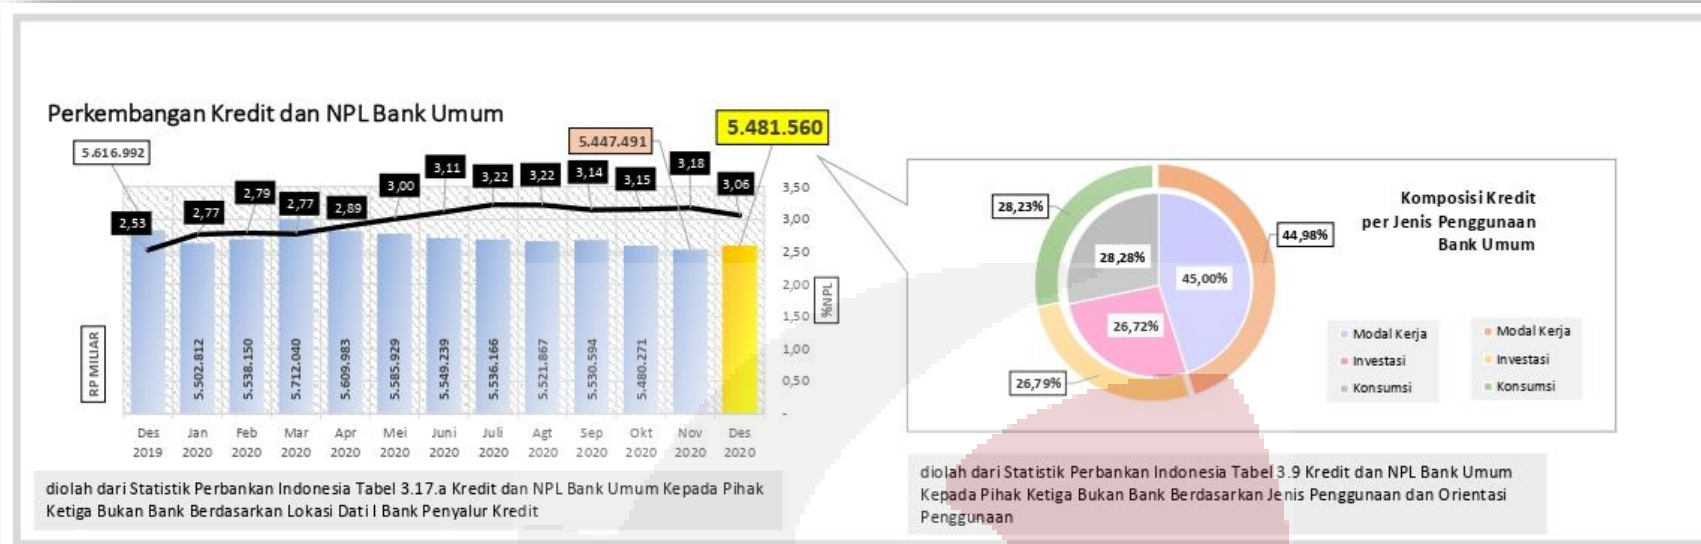 Perkembangan Kredit dan NPL Bank Umum
5.616.992
5.447.491
5.481.560
2,53
2,77
2,79
2,77
2,89
3,00
3,11
3,22
3,22
3,14
3,15
3,18
3,06
3,50
3,00
2,50
2,00
1,50
1,00
0,50
-
%NPL
RP MILIAR
5.502.812
5.538.150
5.712.040
5.609.983
5.585.929
5.549.239
5.536.166
5.521.867
5.530.594
5.480.271
Des Jan Feb Mar Apr Mei Juni Juli Agt Sep Okt Nov Des
2019 2020 2020 2020 2020 2020 2020 2020 2020 2020 2020 2020 2020
diolah dari Statistik Perbankan Indonesia Tabel 3.17.a Kredit dan NPL Bank Umum Kepada Pihak
Ketiga Bukan Bank Berdasarkan Lokasi Dati I Bank Penyalur Kredit
Komposisi Kredit
per Jenis Penggunaan
Bank Umum
28,23%
44,98%
28,28%
45,00%
26,72%
26,79%
Modal Kerja
Investasi
Konsumsi
Modal Kerja
Investasi
Konsumsi
diolah dari Statistik Perbankan Indonesia Tabel 3.9 Kredit dan NPL Bank Umum
Kepada Pihak Ketiga Bukan Bank Berdasarkan Jenis Penggunaan dan Orientasi
Penggunaan